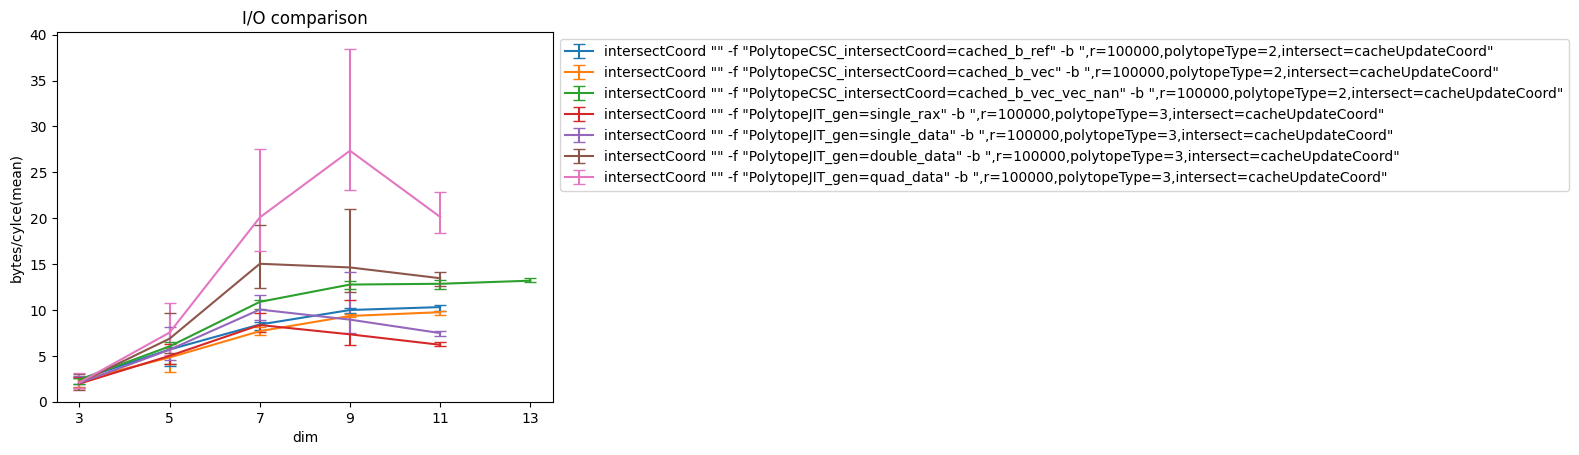 I/O comparison
bytes/cylce(mean)
40
35
30
25
20
15
10
5
0
3 5 7 9 11 13
dim
intersectCoord "" -f "PolytopeCSC_intersectCoord=cached_b_ref" -b ",r=100000,polytopeType=2,intersect=cacheUpdateCoord"
intersectCoord "" -f "PolytopeCSC_intersectCoord=cached_b_vec" -b ",r=100000,polytopeType=2,intersect=cacheUpdateCoord"
intersectCoord "" -f "PolytopeCSC_intersectCoord=cached_b_vec_vec_nan" -b ",r=100000,polytopeType=2,intersect=cacheUpdateCoord"
intersectCoord "" -f "PolytopeJIT_gen=single_rax" -b ",r=100000,polytopeType=3,intersect=cacheUpdateCoord"
intersectCoord "" -f "PolytopeJIT_gen=single_data" -b ",r=100000,polytopeType=3,intersect=cacheUpdateCoord"
intersectCoord "" -f "PolytopeJIT_gen=double_data" -b ",r=100000,polytopeType=3,intersect=cacheUpdateCoord"
intersectCoord "" -f "PolytopeJIT_gen=quad_data" -b ",r=100000,polytopeType=3,intersect=cacheUpdateCoord"